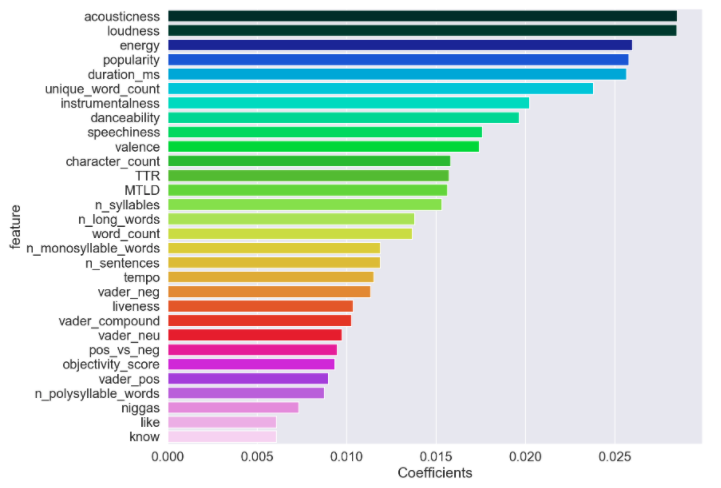 acousticness
loudness
energy
popularity
duration_ms
unique_word_count
instrumentalness
danceability
speechiness
valence
character_count
TTR
MTLD
n_syllables
n_long_words
word_count
n_monosyllable_words
n_sentences
tempo
vader_neg
liveness
vader_compound
vader_neu
pos_vs_neg
objectivity_score
vader_pos
n_polysyllable_words
niggas
like
know
feature
0.000 0.005 0.010 0.015 0.020 0.025
Coefficients